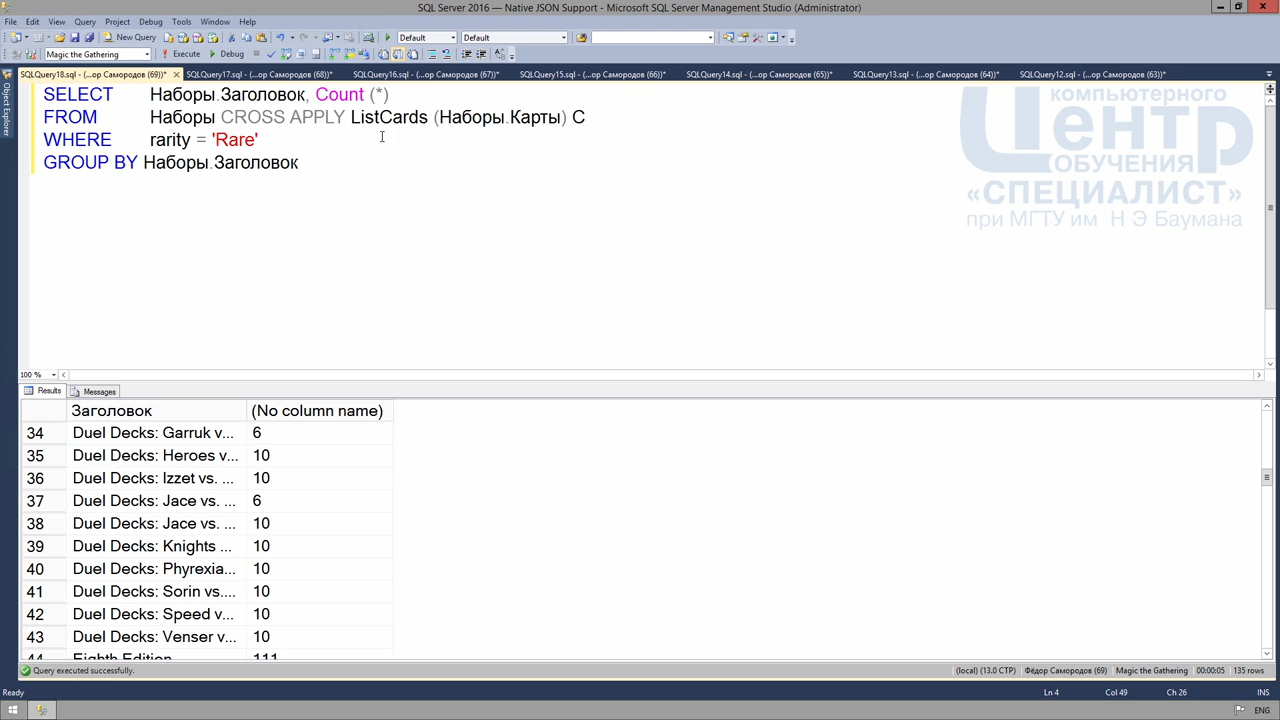 SQL Server 2016 — Native JSON Support - Microsoft SQL Server Management Studio (Administrator)
File Edit View Query Project Debug Tools Window Help
New Query
Default Default
Magic the Gathering Execute Debug
SQLQuery18.sql - (...ор Самородов (69))* SQLQuery17.sql - (...ор Самородов (68))* SQLQuery16.sql - (...ор Самородов (67))* SQLQuery15.sql - (...ор Самородов (66))* SQLQuery14.sql - (...ор Самородов (65))* SQLQuery13.sql - (...ор Самородов (64))* SQLQuery12.sql - (...ор Самородов (63))*
Object Explorer
SELECT Наборы.Заголовок, Count (*)
FROM Наборы CROSS APPLY ListCards (Наборы.Карты) C
WHERE rarity = 'Rare'
GROUP BY Наборы.Заголовок
компьютерного
Центр
ОБУЧЕНИЯ
«СПЕЦИАЛИСТ»
при МГТУ им Н Э Баумана
100 %
Results Messages
Заголовок (No column name)
34 Duel Decks: Garruk v... 6
35 Duel Decks: Heroes v... 10
36 Duel Decks: Izzet vs. ... 10
37 Duel Decks: Jace vs. ... 6
38 Duel Decks: Jace vs. ... 10
39 Duel Decks: Knights ... 10
40 Duel Decks: Phyrexia... 10
41 Duel Decks: Sorin vs.... 10
42 Duel Decks: Speed v... 10
43 Duel Decks: Venser v... 10
44 Eighth Edition 111
Query executed successfully. (local) (13.0 CTP) Фёдор Самородов (69) Magic the Gathering 00:00:05 135 rows
Ready Ln 4 Col 49 Ch 26 INS
ENG